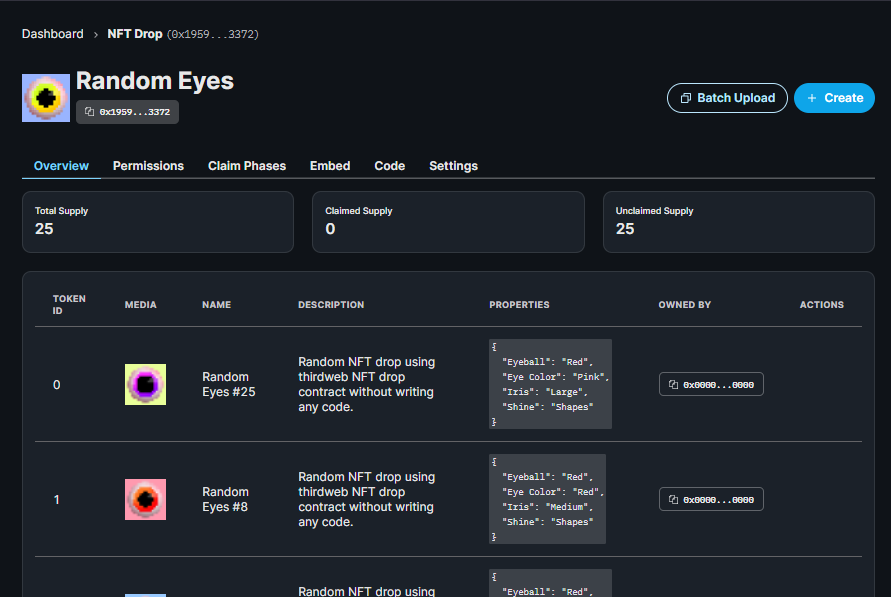 Dashboard › NFT Drop (0x1959...3372)
Random Eyes
0x1959...3372
Batch Upload
+ Create
Overview Permissions Claim Phases Embed Code Settings
Total Supply
25
Claimed Supply
0
Unclaimed Supply
25
TOKEN ID MEDIA NAME DESCRIPTION PROPERTIES OWNED BY ACTIONS
0
Random
Eyes #25
Random NFT drop using
thirdweb NFT drop
contract without writing
any code.
{
"Eyeball": "Red",
"Eye Color": "Pink",
"Iris": "Large",
"Shine": "Shapes"
}
0x0000...0000
1
Random
Eyes #8
Random NFT drop using
thirdweb NFT drop
contract without writing
any code.
{
"Eyeball": "Red",
"Eye Color": "Red",
"Iris": "Medium",
"Shine": "Shapes"
}
0x0000...0000
Random NFT drop using
{
"Eyeball": "Red",